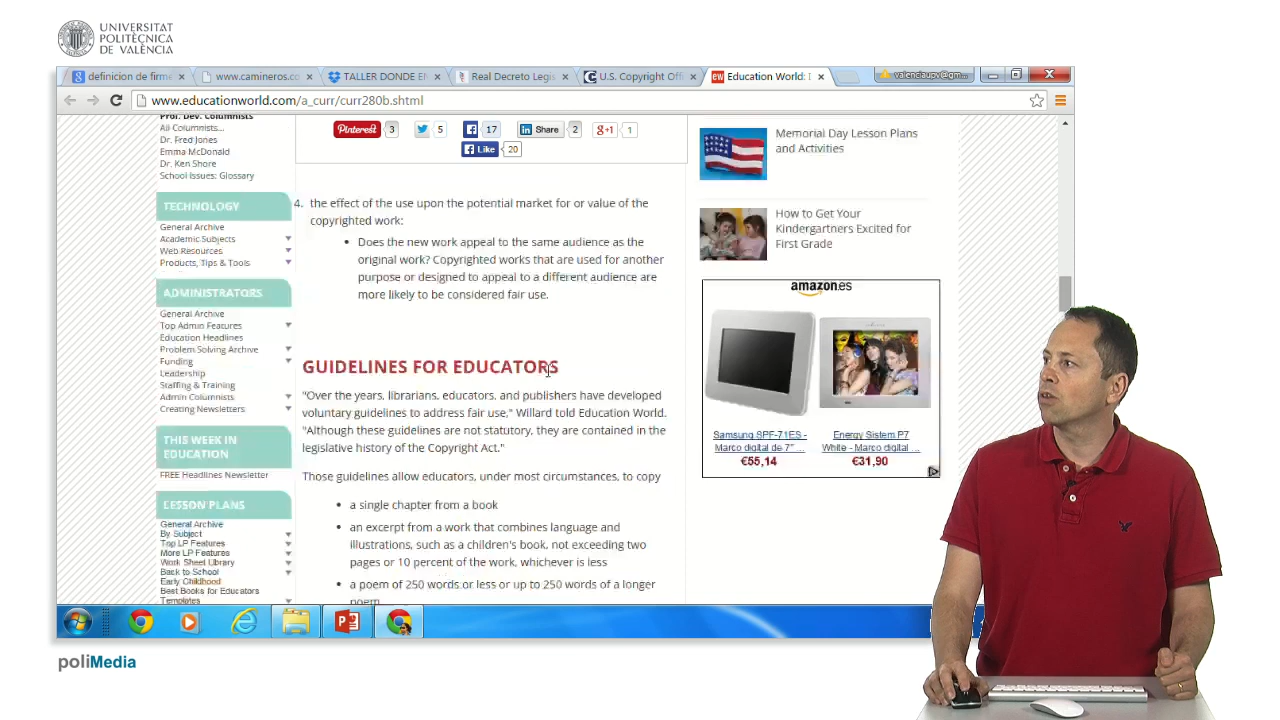 UNIVERSITAT
POLITÈCNICA
DE VALÈNCIA
definicion de firme
www.camineros.co
TALLER DONDE EN
Real Decreto Legis
U.S. Copyright Offi
Education World: I
valenciaupv@gm...
www.educationworld.com/a_curr/curr280b.shtml
Prof. Dev. Columnists
All Columnists...
Dr. Fred Jones
Emma McDonald
Dr. Ken Shore
School Issues: Glossary
TECHNOLOGY
General Archive
Academic Subjects
Web Resources
Products, Tips & Tools
ADMINISTRATORS
General Archive
Top Admin Features
Education Headlines
Problem Solving Archive
Funding
Leadership
Staffing & Training
Admin Columnists
Creating Newsletters
THIS WEEK IN
EDUCATION
FREE Headlines Newsletter
LESSON PLANS
General Archive
By Subject
Top LP Features
More LP Features
Work Sheet Library
Back to School
Early Childhood
Best Books for Educators
Templates
Pinterest 3 5 17 Share 2 g+1 1
Like 20
4. the effect of the use upon the potential market for or value of the
copyrighted work:
• Does the new work appeal to the same audience as the
original work? Copyrighted works that are used for another
purpose or designed to appeal to a different audience are
more likely to be considered fair use.
GUIDELINES FOR EDUCATORS
"Over the years, librarians, educators, and publishers have developed
voluntary guidelines to address fair use," Willard told Education World.
"Although these guidelines are not statutory, they are contained in the
legislative history of the Copyright Act."
Those guidelines allow educators, under most circumstances, to copy
• a single chapter from a book
• an excerpt from a work that combines language and
illustrations, such as a children's book, not exceeding two
pages or 10 percent of the work, whichever is less
• a poem of 250 words or less or up to 250 words of a longer
poem
Memorial Day Lesson Plans
and Activities
How to Get Your
Kindergartners Excited for
First Grade
amazon.es
Samsung SPF-71ES -
Marco digital de 7" ...
€55,14
Energy Sistem P7
White - Marco digital ...
€31,90
poliMedia